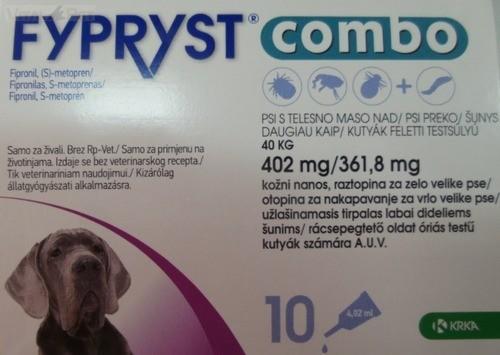 FYPRYST® combo
Fipronil, (S)-metopren/
Fipronilas, S-metoprenas/
Fipronil, S-metoprén
PSI S TELESNO MASO NAD/ PSI PREKO/ ŠUNYS
DAUGIAU KAIP/ KUTYÁK FELETTI TESTSÚLYÚ
40 KG
402 mg/361,8 mg
Samo za živali. Brez Rp-Vet./ Samo za primjenu na
životinjama. Izdaje se bez veterinarskog recepta./
Tik veterinariniam naudojimui./ Kizárólag
állatgyógyászati alkalmazásra.
kožni nanos, raztopina za zelo velike pse/
otopina za nakapavanje za vrlo velike pse/
užlašinamasis tirpalas labai dideliems
šunims/ rácsepegtető oldat óriás testű
kutyák számára A.U.V.
10
4,02 ml
KRKA